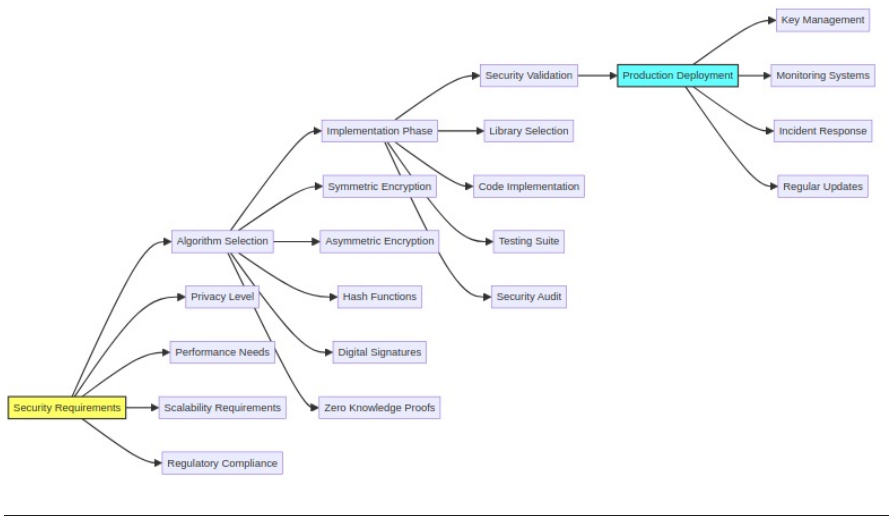 Key Management
Security Validation
Production Deployment
Monitoring Systems
Implementation Phase
Library Selection
Incident Response
Symmetric Encryption
Code Implementation
Regular Updates
Algorithm Selection
Asymmetric Encryption
Testing Suite
Privacy Level
Hash Functions
Security Audit
Performance Needs
Digital Signatures
Security Requirements
Scalability Requirements
Zero Knowledge Proofs
Regulatory Compliance